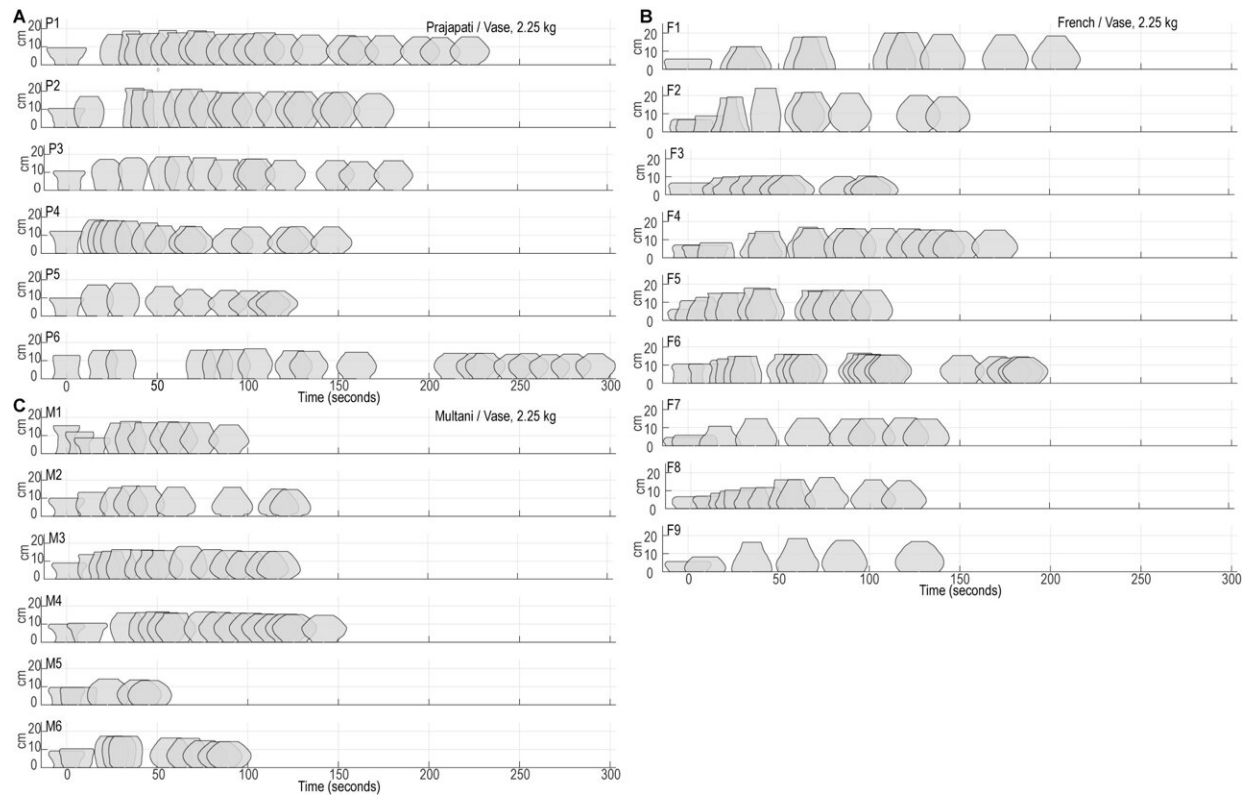 A
P1
Prajapati / Vase, 2.25 kg
cm
20
10
0
P2
cm
20
10
0
P3
cm
20
10
0
P4
cm
20
10
0
P5
cm
20
10
0
P6
cm
20
10
0
0 50 100 150 200 250 300
Time (seconds)
C
M1
Multani / Vase, 2.25 kg
cm
20
10
0
M2
cm
20
10
0
M3
cm
20
10
0
M4
cm
20
10
0
M5
cm
20
10
0
M6
cm
20
10
0
0 50 100 150 200 250 300
Time (seconds)
B
F1
French / Vase, 2.25 kg
cm
20
10
0
F2
cm
20
10
0
F3
cm
20
10
0
F4
cm
20
10
0
F5
cm
20
10
0
F6
cm
20
10
0
F7
cm
20
10
0
F8
cm
20
10
0
F9
cm
20
10
0
0 50 100 150 200 250 300
Time (seconds)